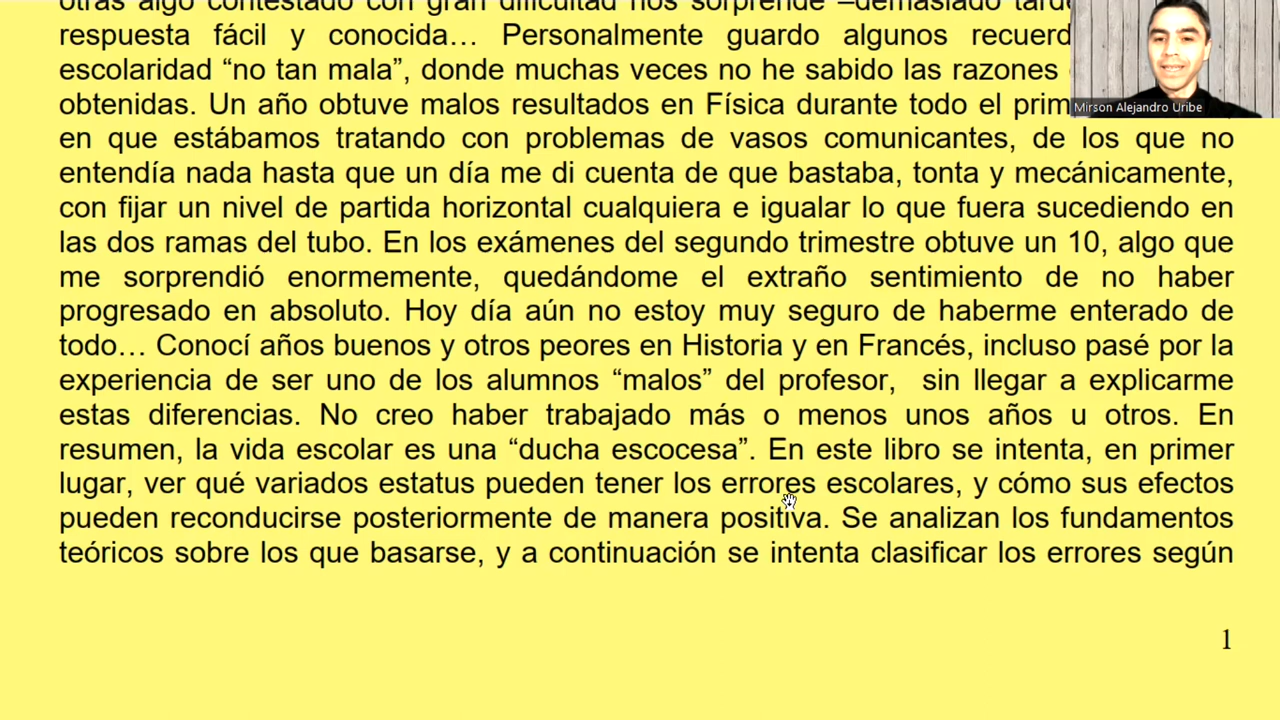 otras algo contestado con gran dificultad nos sorprende –demasiado tarde
respuesta fácil y conocida… Personalmente guardo algunos
escolaridad “no tan mala”, donde muchas veces no he sabido las razones
obtenidas. Un año obtuve malos resultados en Física durante todo el
Mirson Alejandro Uribe
en que estábamos tratando con problemas de vasos comunicantes, de los que no
entendía nada hasta que un día me di cuenta de que bastaba, tonta y mecánicamente,
con fijar un nivel de partida horizontal cualquiera e igualar lo que fuera sucediendo en
las dos ramas del tubo. En los exámenes del segundo trimestre obtuve un 10, algo que
me sorprendió enormemente, quedándome el extraño sentimiento de no haber
progresado en absoluto. Hoy día aún no estoy muy seguro de haberme enterado de
todo… Conocí años buenos y otros peores en Historia y en Francés, incluso pasé por la
experiencia de ser uno de los alumnos “malos” del profesor, sin llegar a explicarme
estas diferencias. No creo haber trabajado más o menos unos años u otros. En
resumen, la vida escolar es una “ducha escocesa”. En este libro se intenta, en primer
lugar, ver qué variados estatus pueden tener los errores escolares, y cómo sus efectos
pueden reconducirse posteriormente de manera positiva. Se analizan los fundamentos
teóricos sobre los que basarse, y a continuación se intenta clasificar los errores según
1